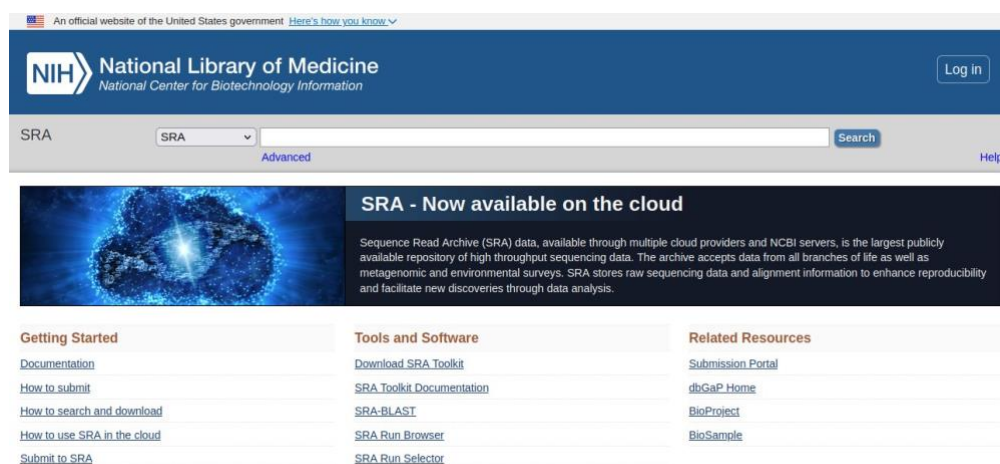 An official website of the United States government Here's how you know
NIH National Library of Medicine
National Center for Biotechnology Information
Log in
SRA SRA Search
Advanced Help
SRA - Now available on the cloud
Sequence Read Archive (SRA) data, available through multiple cloud providers and NCBI servers, is the largest publicly
available repository of high throughput sequencing data. The archive accepts data from all branches of life as well as
metagenomic and environmental surveys. SRA stores raw sequencing data and alignment information to enhance reproducibility
and facilitate new discoveries through data analysis.
Getting Started
Documentation
How to submit
How to search and download
How to use SRA in the cloud
Submit to SRA
Tools and Software
Download SRA Toolkit
SRA Toolkit Documentation
SRA-BLAST
SRA Run Browser
SRA Run Selector
Related Resources
Submission Portal
dbGaP Home
BioProject
BioSample